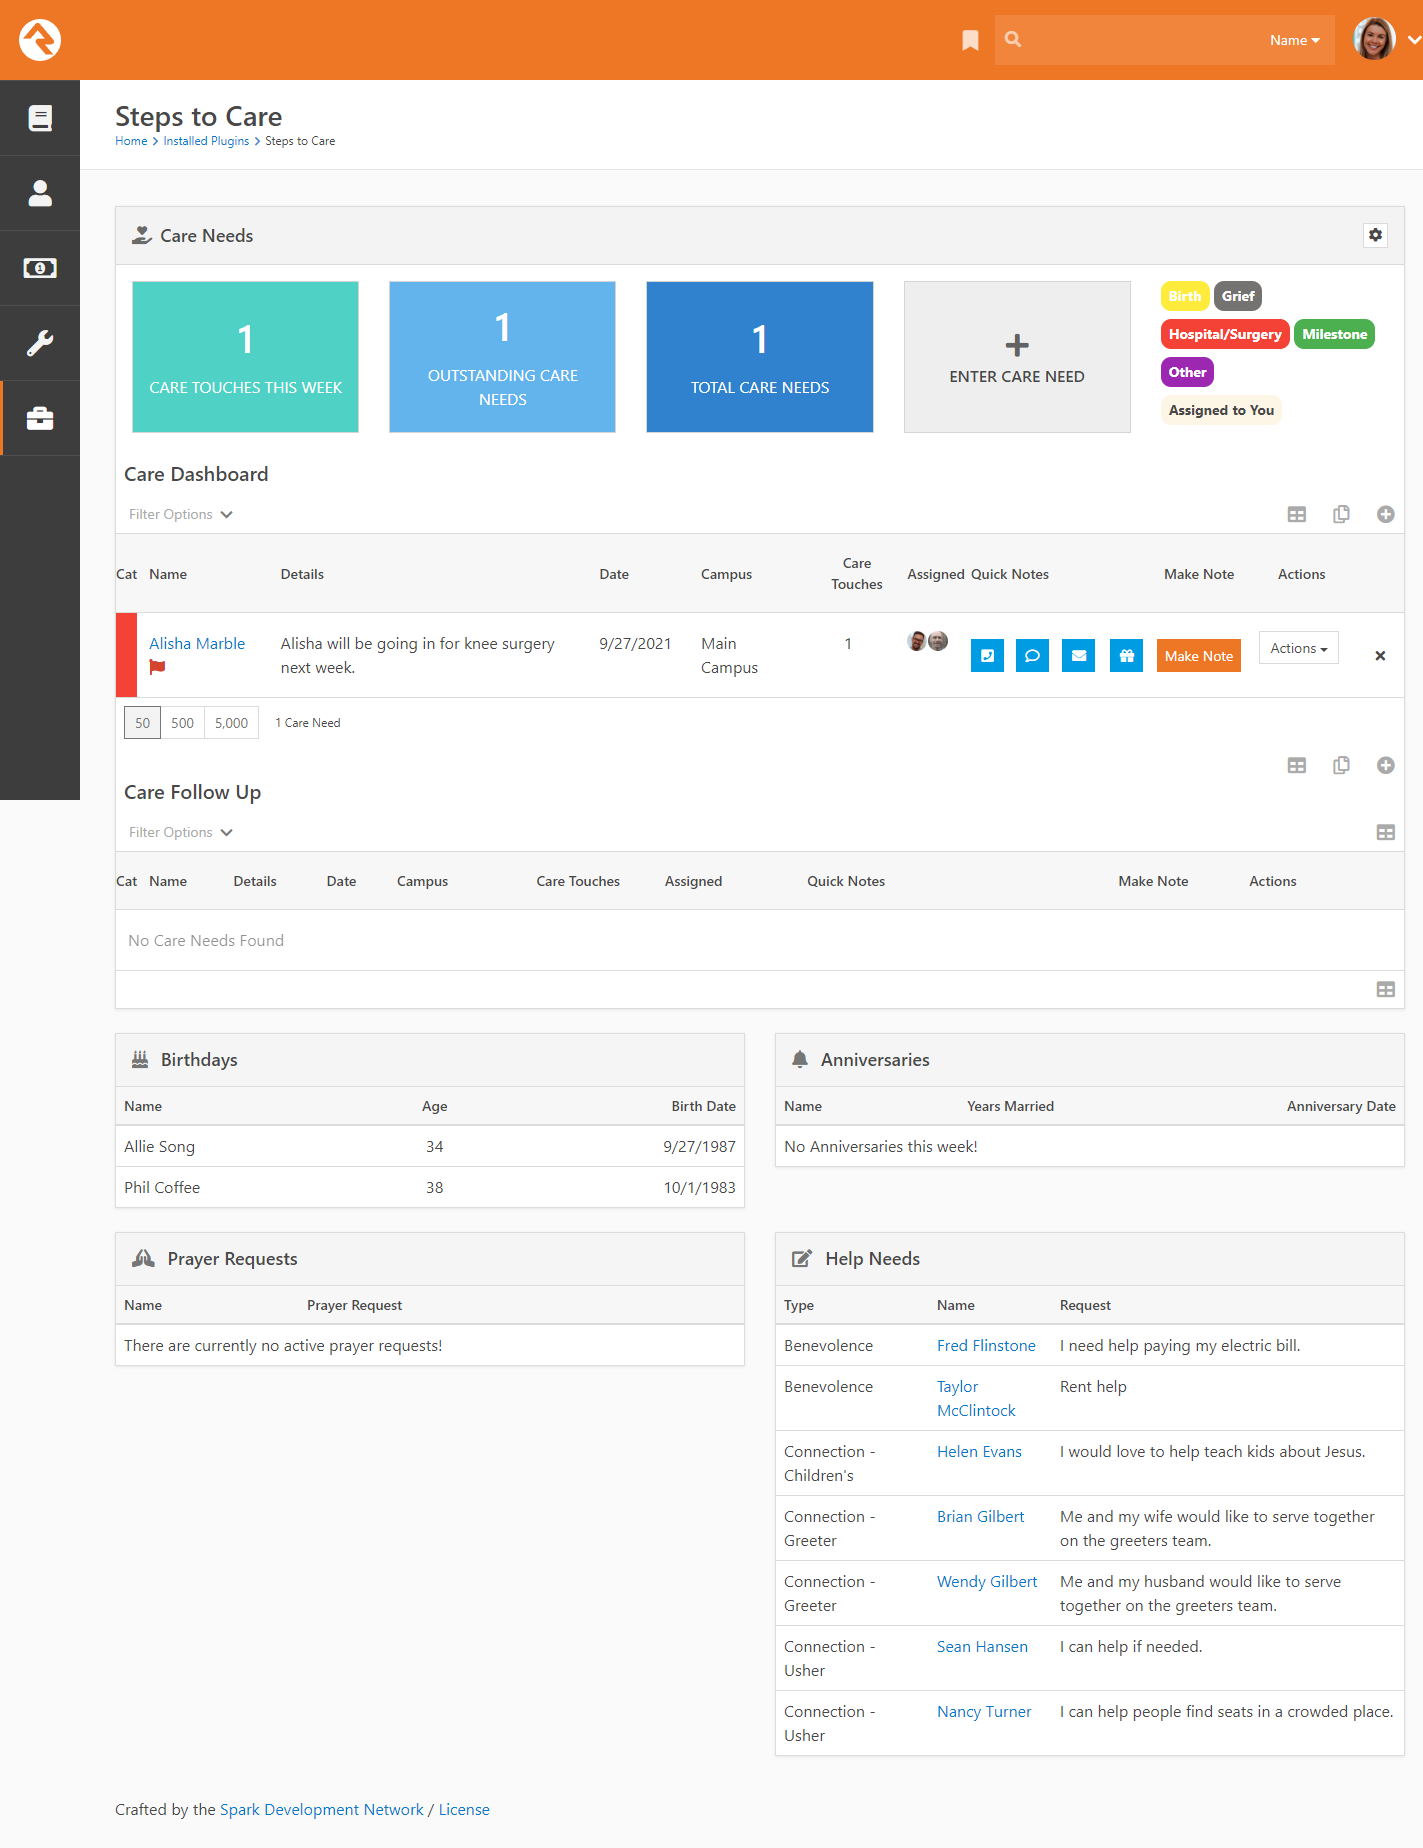 Name
Steps to Care
Home > Installed Plugins > Steps to Care
Care Needs
1
CARE TOUCHES THIS WEEK
1
OUTSTANDING CARE
NEEDS
1
TOTAL CARE NEEDS
ENTER CARE NEED
Birth Grief
Hospital/Surgery Milestone
Other
Assigned to You
Care Dashboard
Filter Options
Cat Name Details Date Campus Care Touches Assigned Quick Notes Make Note Actions
Alisha Marble Alisha will be going in for knee surgery 9/27/2021 Main 1 Make Note Actions
next week. Campus
50 500 5,000 1 Care Need
Care Follow Up
Filter Options
Cat Name Details Date Campus Care Touches Assigned Quick Notes Make Note Actions
No Care Needs Found
Birthdays
Name Age Birth Date
Allie Song 34 9/27/1987
Phil Coffee 38 10/1/1983
Anniversaries
Name Years Married Anniversary Date
No Anniversaries this week!
Prayer Requests
Name Prayer Request
There are currently no active prayer requests!
Help Needs
Type Name Request
Benevolence Fred Flinstone I need help paying my electric bill.
Benevolence Taylor Rent help
McClintock
Connection - Helen Evans I would love to help teach kids about Jesus.
Children's
Connection - Brian Gilbert Me and my wife would like to serve together
Greeter on the greeters team.
Connection - Wendy Gilbert Me and my husband would like to serve
Greeter together on the greeters team.
Connection - Sean Hansen I can help if needed.
Usher
Connection - Nancy Turner I can help people find seats in a crowded place.
Usher
Crafted by the Spark Development Network / License